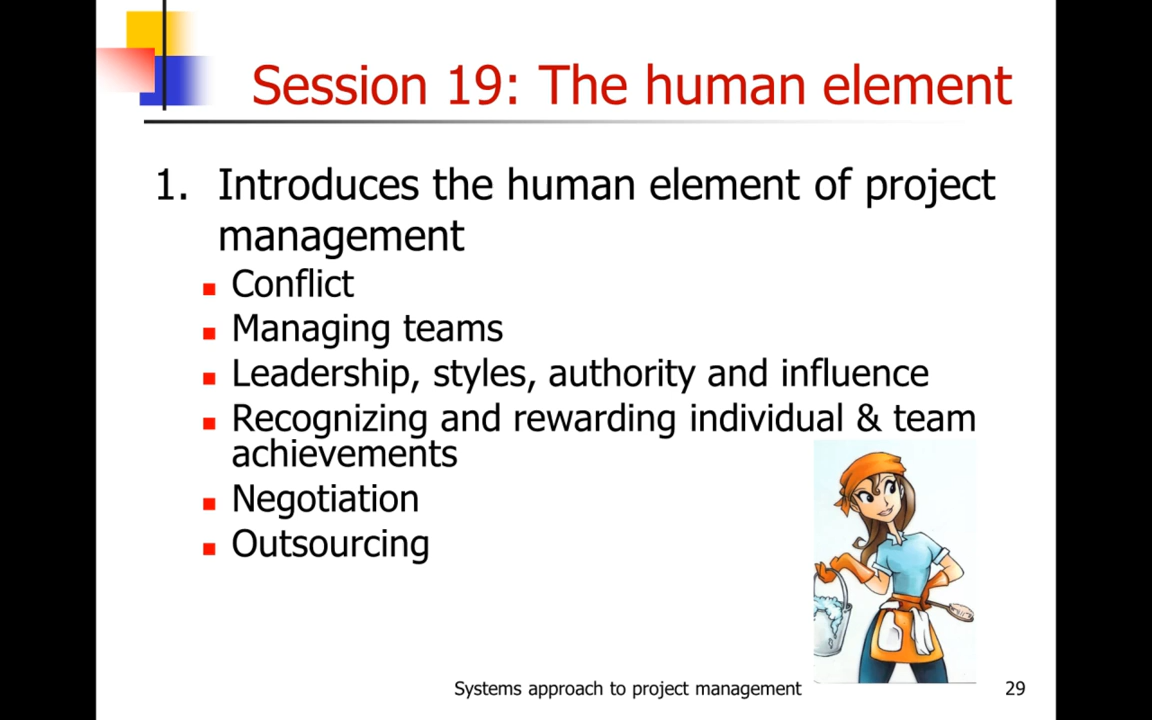 Session 19: The human element
1. Introduces the human element of project
management
Conflict
Managing teams
Leadership, styles, authority and influence
Recognizing and rewarding individual & team
achievements
Negotiation
Outsourcing
Systems approach to project management
29